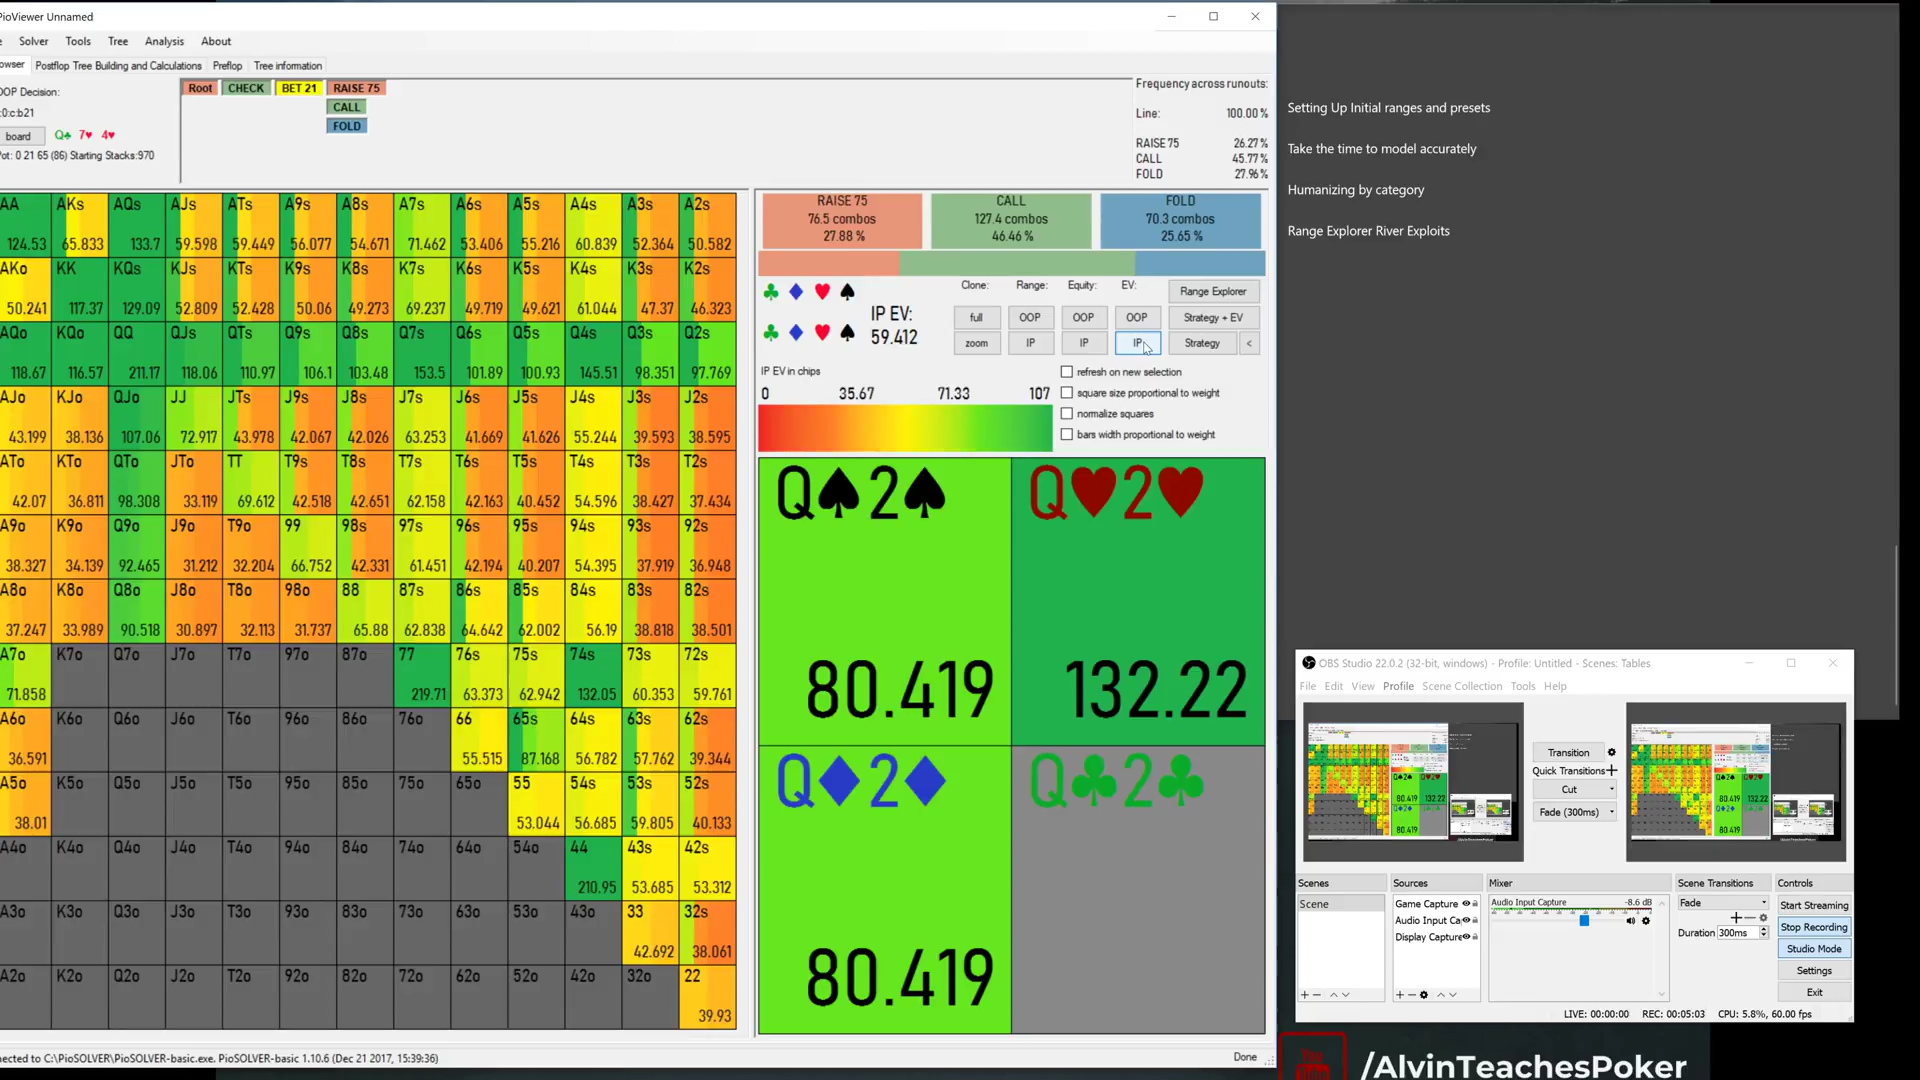 PioViewer Unnamed
Solver Tools Tree Analysis About
owser Postflop Tree Building and Calculations Preflop Tree information
OOP Decision:
:0:c:b21
board Q♣ 7♥ 4♥
Pot: 0 21 65 (86) Starting Stacks:970
Root CHECK BET 21 RAISE 75
CALL
FOLD
Frequency across runouts:
Line: 100.00 %
RAISE 75 26.27 %
CALL 45.77 %
FOLD 27.96 %
AA AKs AQs AJs ATs A9s A8s A7s A6s A5s A4s A3s A2s
124.53 65.833 133.7 59.598 59.449 56.077 54.671 71.462 53.406 55.216 60.839 52.364 50.582
AKo KK KQs KJs KTs K9s K8s K7s K6s K5s K4s K3s K2s
50.241 117.37 129.09 52.809 52.428 50.06 49.273 69.237 49.719 49.621 61.044 47.37 46.323
AQo KQo QQ QJs QTs Q9s Q8s Q7s Q6s Q5s Q4s Q3s Q2s
118.67 116.57 211.17 118.06 110.97 106.1 103.48 153.5 101.89 100.93 145.51 98.351 97.769
AJo KJo QJo JJ JTs J9s J8s J7s J6s J5s J4s J3s J2s
43.199 38.136 107.06 72.917 43.978 42.067 42.026 63.253 41.669 41.626 55.244 39.593 38.595
ATo KTo QTo JTo TT T9s T8s T7s T6s T5s T4s T3s T2s
42.07 36.811 98.308 33.119 69.612 42.518 42.651 62.158 42.163 40.452 54.596 38.427 37.434
A9o K9o Q9o J9o T9o 99 98s 97s 96s 95s 94s 93s 92s
38.327 34.139 92.465 31.212 32.204 66.752 42.331 61.451 42.194 40.207 54.395 37.919 36.948
A8o K8o Q8o J8o T8o 98o 88 87s 86s 85s 84s 83s 82s
37.247 33.989 90.518 30.897 32.113 31.737 65.88 62.838 64.642 62.002 56.19 38.818 38.501
A7o K7o Q7o J7o T7o 97o 87o 77 76s 75s 74s 73s 72s
71.858 219.71 63.373 62.942 132.05 60.353 59.761
A6o K6o Q6o J6o T6o 96o 86o 76o 66 65s 64s 63s 62s
36.591 55.515 87.168 56.782 57.762 39.344
A5o K5o Q5o J5o T5o 95o 85o 75o 65o 55 54s 53s 52s
38.01 53.044 56.685 59.805 40.133
A4o K4o Q4o J4o T4o 94o 84o 74o 64o 54o 44 43s 42s
210.95 53.685 53.312
A3o K3o Q3o J3o T3o 93o 83o 73o 63o 53o 43o 33 32s
42.692 38.061
A2o K2o Q2o J2o T2o 92o 82o 72o 62o 52o 42o 32o 22
39.93
RAISE 75 CALL FOLD
76.5 combos 127.4 combos 70.3 combos
27.88 % 46.46 % 25.65 %
♣ ♦ ♥ ♠
♣ ♦ ♥ ♠
IP EV:
59.412
Clone: Range: Equity: EV: Range Explorer
full OOP OOP OOP Strategy + EV
zoom IP IP IP Strategy <
IP EV in chips
0 35.67 71.33 107
refresh on new selection
square size proportional to weight
normalize squares
bars width proportional to weight
Q♠2♠ Q♥2♥
80.419 132.22
Q♦2♦ Q♣2♣
80.419
nected to C:\PioSOLVER\PioSOLVER-basic.exe. PioSOLVER-basic 1.10.6 (Dec 21 2017, 15:39:36)
Done
Setting Up Initial ranges and presets
Take the time to model accurately
Humanizing by category
Range Explorer River Exploits
OBS Studio 22.0.2 (32-bit, windows) - Profile: Untitled - Scenes: Tables
File Edit View Profile Scene Collection Tools Help
Transition
Quick Transitions
Cut
Fade (300ms)
Scenes Sources Mixer Scene Transitions Controls
Scene
Game Capture
Audio Input Ca
Display Capture
Audio Input Capture -8.6 dB
Fade
Duration 300ms
Start Streaming
Stop Recording
Studio Mode
Settings
Exit
LIVE: 00:00:00 REC: 00:05:03 CPU: 5.8%, 60.00 fps
/AlvinTeachesPoker